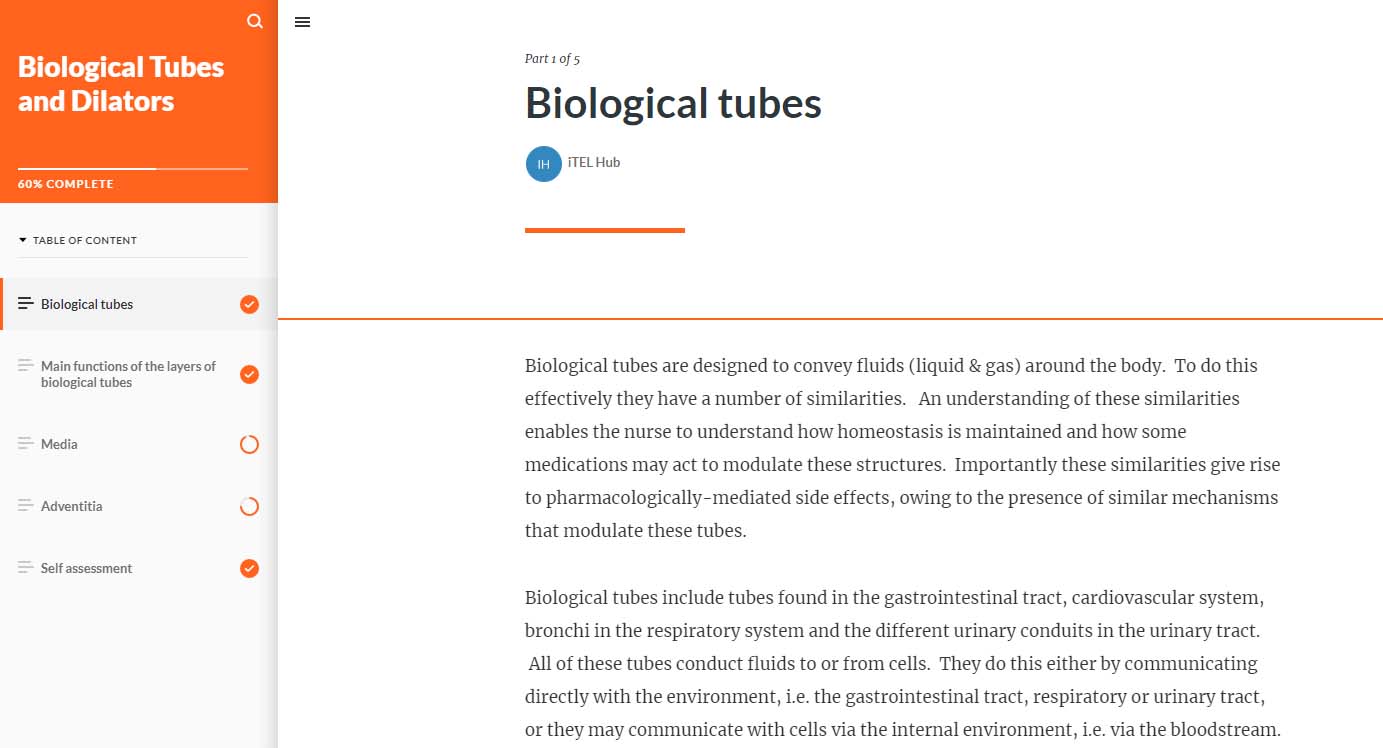 Biological Tubes
and Dilators
60% COMPLETE
TABLE OF CONTENT
Biological tubes
Main functions of the layers of
biological tubes
Media
Adventitia
Self assessment
Part 1 of 5
Biological tubes
IH
iTEL Hub
Biological tubes are designed to convey fluids (liquid & gas) around the body.  To do this
effectively they have a number of similarities.   An understanding of these similarities
enables the nurse to understand how homeostasis is maintained and how some
medications may act to modulate these structures.  Importantly these similarities give rise
to pharmacologically-mediated side effects, owing to the presence of similar mechanisms
that modulate these tubes.
Biological tubes include tubes found in the gastrointestinal tract, cardiovascular system,
bronchi in the respiratory system and the different urinary conduits in the urinary tract.
All of these tubes conduct fluids to or from cells.  They do this either by communicating
directly with the environment, i.e. the gastrointestinal tract, respiratory or urinary tract,
or they may communicate with cells via the internal environment, i.e. via the bloodstream.